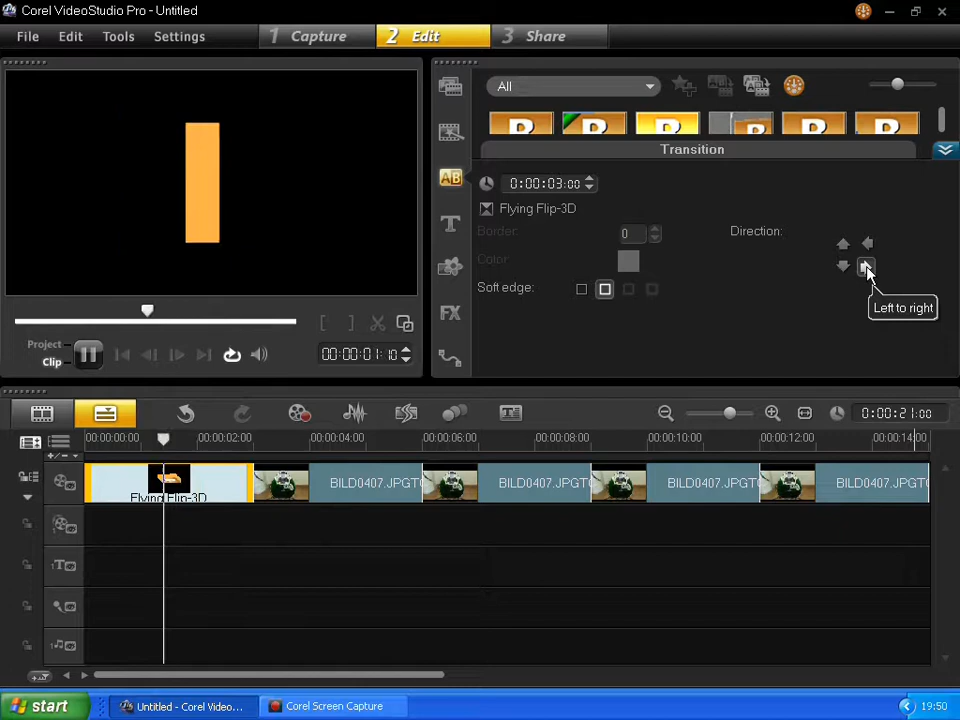 Corel VideoStudio Pro - Untitled
File Edit Tools Settings
1 Capture 2 Edit 3 Share
All
Transition
0:00:03:00
Flying Flip-3D
Border: 0
Direction:
Color:
Soft edge:
Left to right
Project
Clip
00:00:01:10
AB
T
FX
0:00:21:00
00:00:00:00 00:00:02:00 00:00:04:00 00:00:06:00 00:00:08:00 00:00:10:00 00:00:12:00 00:00:14:0
Flying Flip-3D
BILD0407.JPG BILD0407.JPG BILD0407.JPG BILD0407.JPG
1T
start
Untitled - Corel Video...
Corel Screen Capture
19:50